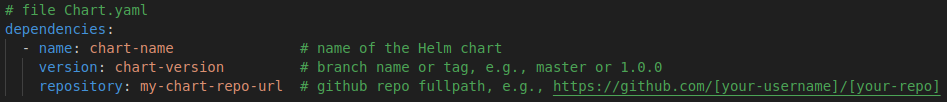 # file Chart.yaml
dependencies:
  - name: chart-name                # name of the Helm chart
    version: chart-version          # branch name or tag, e.g., master or 1.0.0
    repository: my-chart-repo-url  # github repo fullpath, e.g., https://github.com/[your-username]/[your-repo]